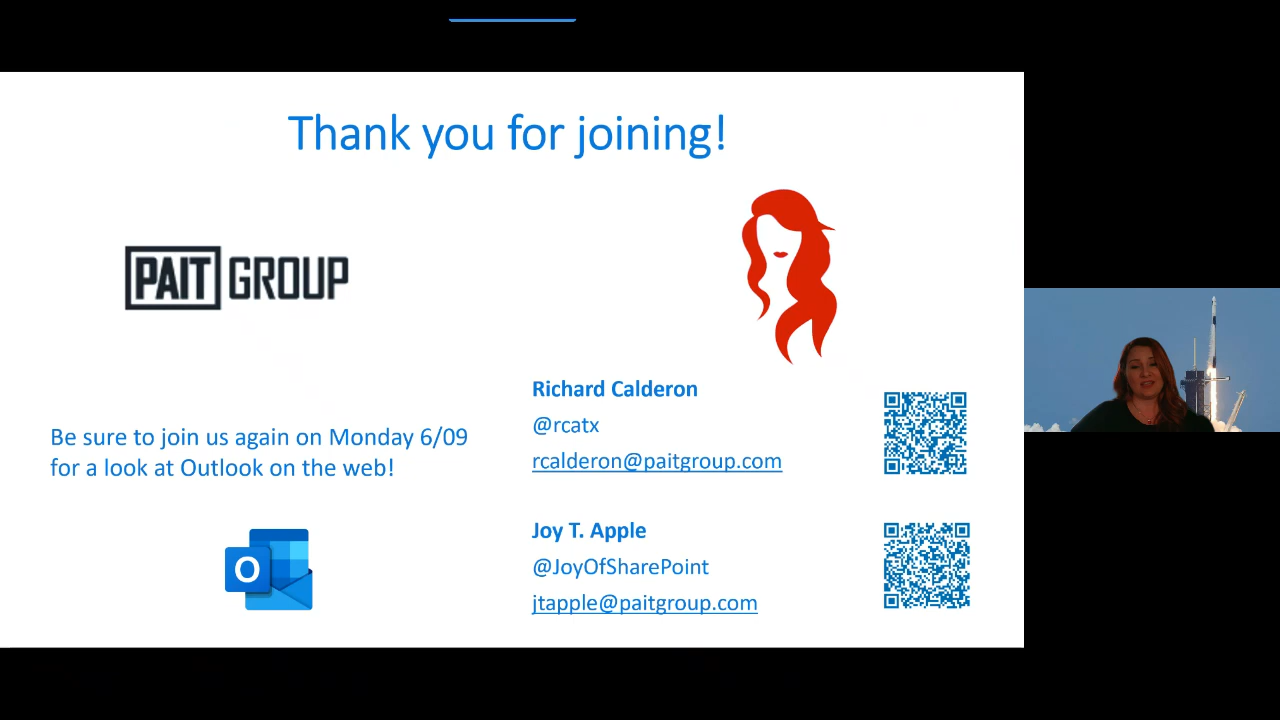 Thank you for joining!
PAIT GROUP
Be sure to join us again on Monday 6/09
for a look at Outlook on the web!
O
Richard Calderon
@rcatx
rcalderon@paitgroup.com
Joy T. Apple
@JoyOfSharePoint
jtapple@paitgroup.com